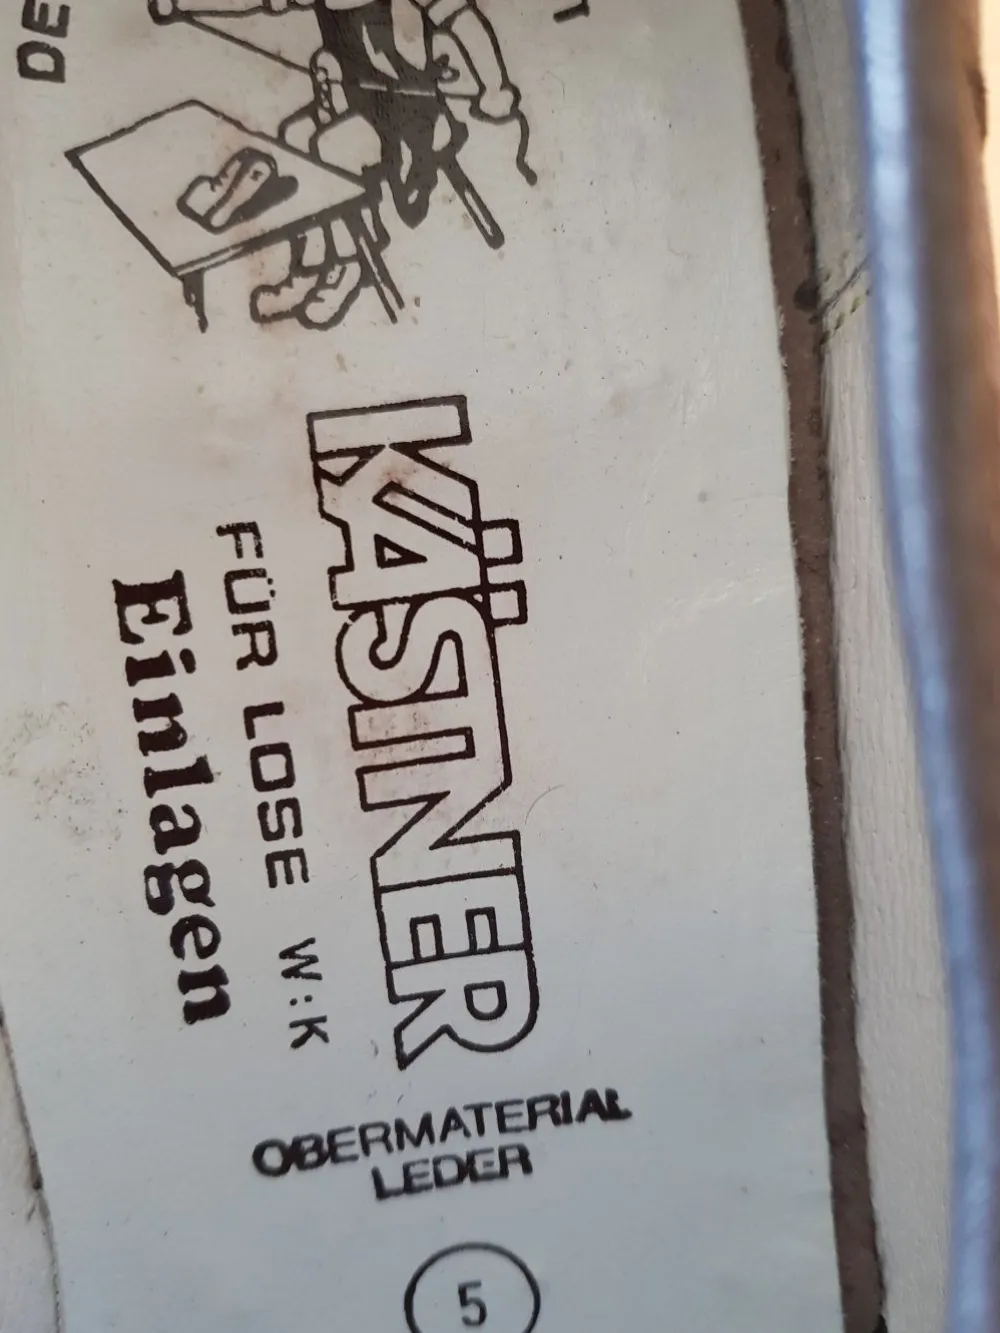 KÄSTNER
FÜR LOSE W:K
Einlagen
OBERMATERIAL
LEDER
5